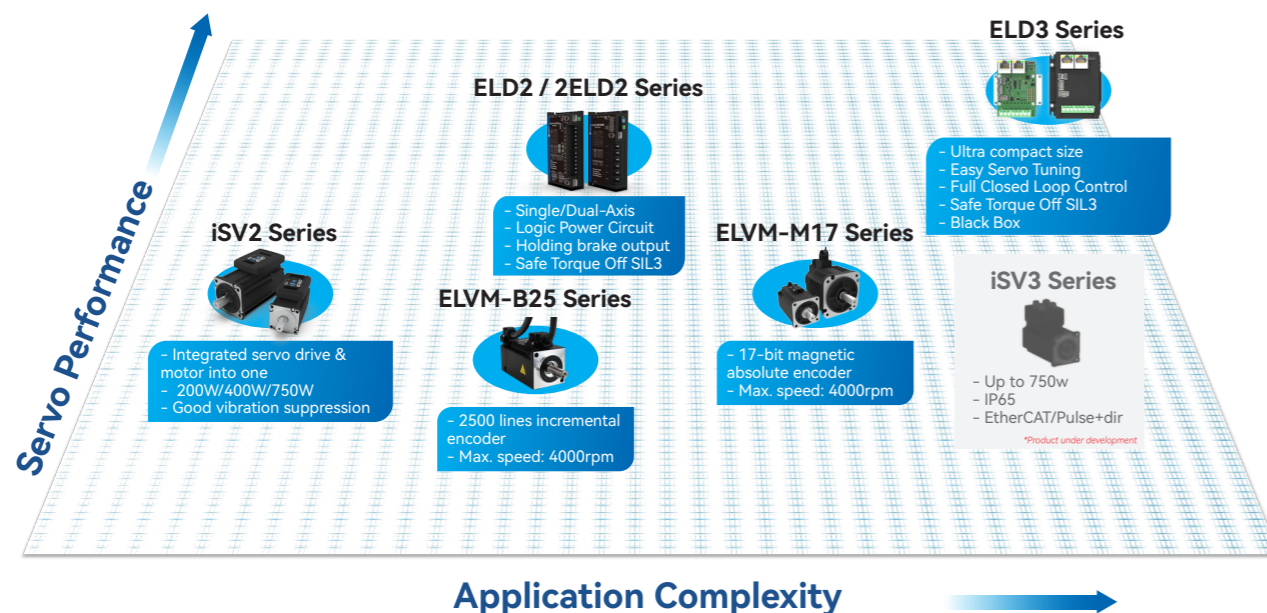 ELD3 Series
- Ultra compact size
- Easy Servo Tuning
- Full Closed Loop Control
- Safe Torque Off SIL3
- Black Box
ELD2 / 2ELD2 Series
- Single/Dual-Axis
- Logic Power Circuit
- Holding brake output
- Safe Torque Off SIL3
iSV2 Series
- Integrated servo drive &
motor into one
- 200W/400W/750W
- Good vibration suppression
ELVM-B25 Series
- 2500 lines incremental
encoder
- Max. speed: 4000rpm
ELVM-M17 Series
- 17-bit magnetic
absolute encoder
- Max. speed: 4000rpm
iSV3 Series
- Up to 750w
- IP65
- EtherCAT/Pulse+dir
*Product under development
Servo Performance
Application Complexity